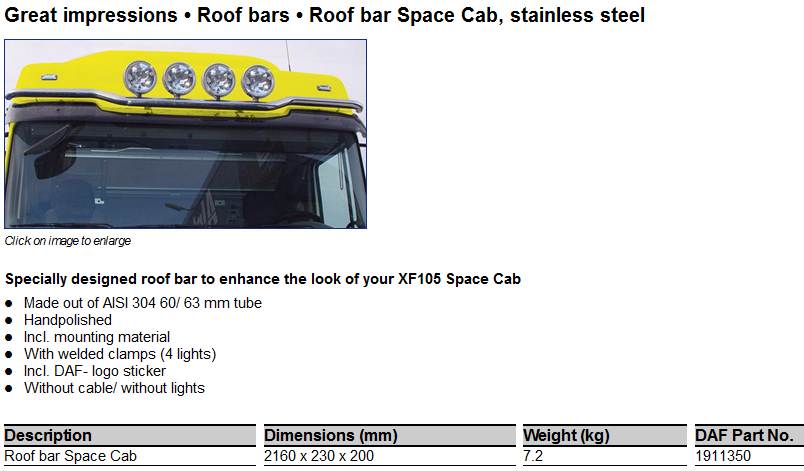 Great impressions • Roof bars • Roof bar Space Cab, stainless steel
Click on image to enlarge
Specially designed roof bar to enhance the look of your XF105 Space Cab
● Made out of AISI 304 60/ 63 mm tube
● Handpolished
● Incl. mounting material
● With welded clamps (4 lights)
● Incl. DAF- logo sticker
● Without cable/ without lights
Description Dimensions (mm) Weight (kg) DAF Part No.
Roof bar Space Cab 2160 x 230 x 200 7.2 1911350